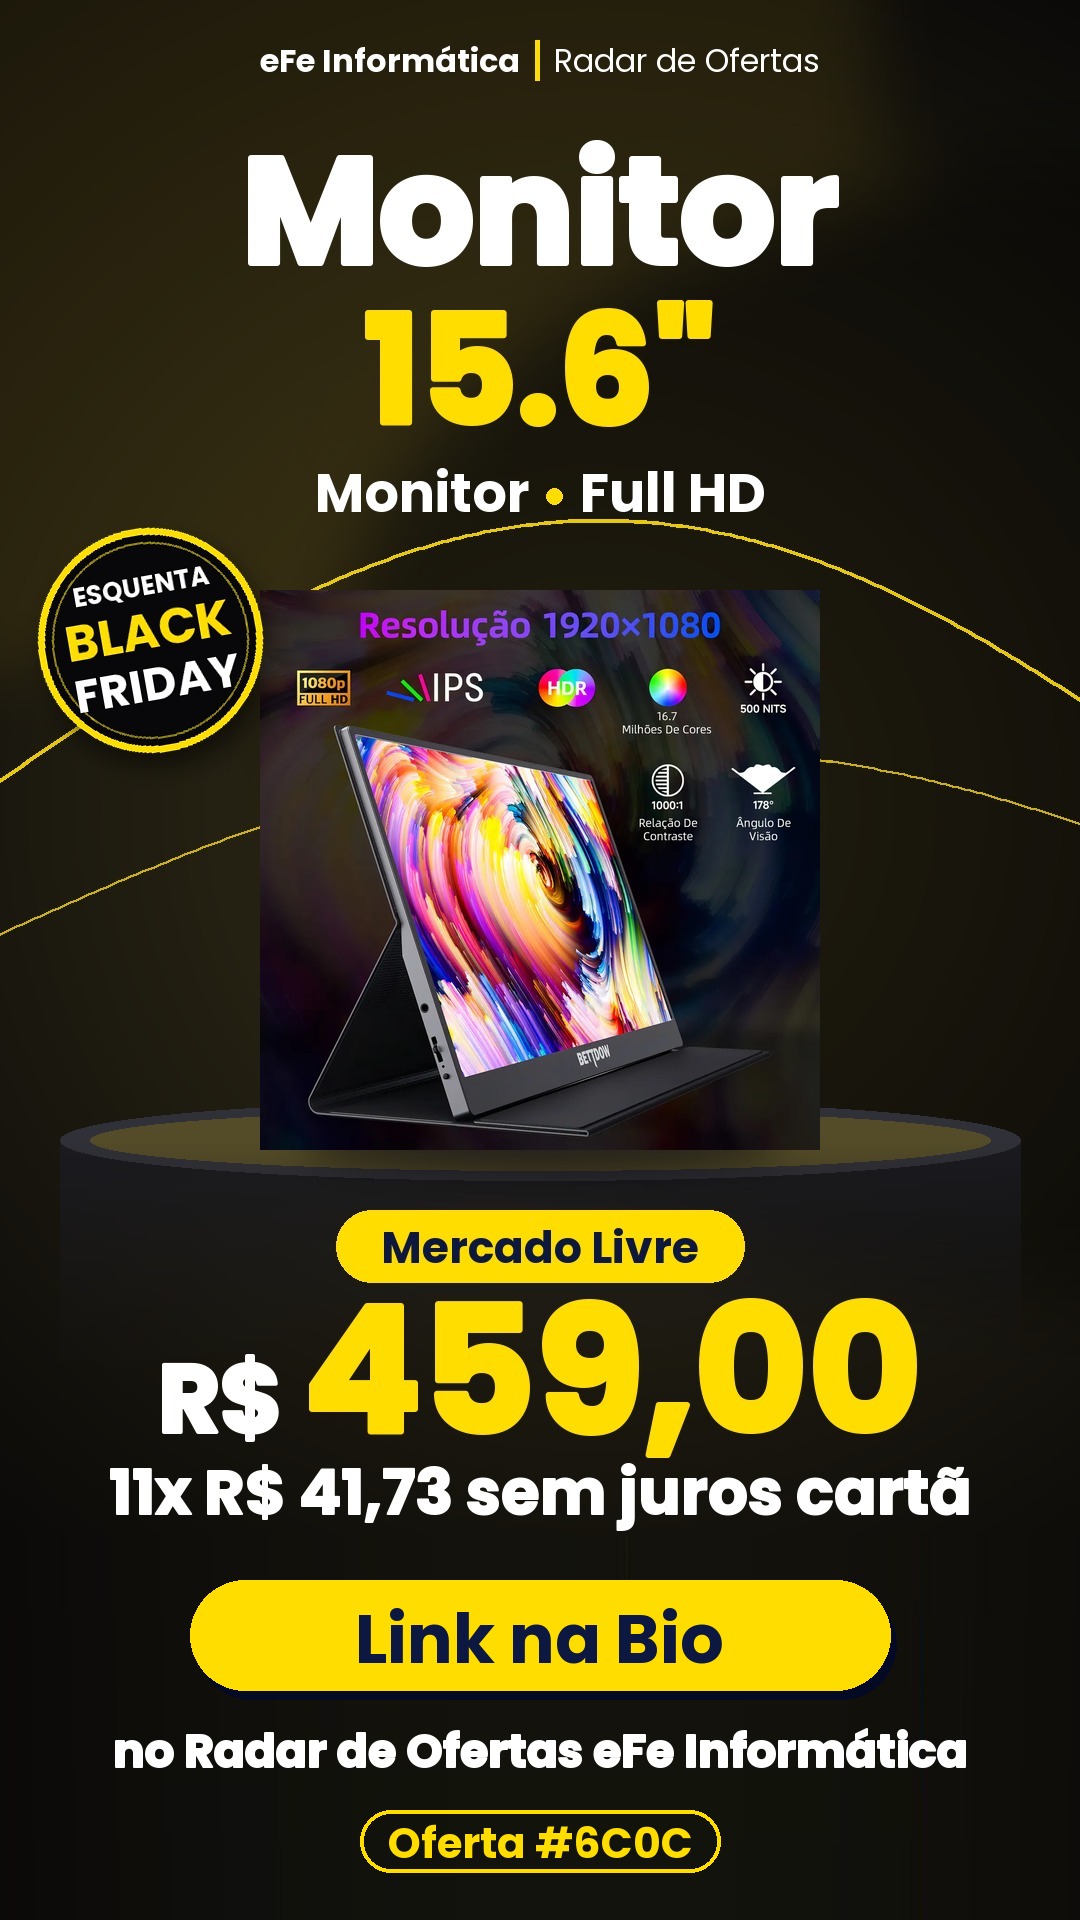 eFe Informática | Radar de Ofertas
Monitor
15.6"
Monitor • Full HD
ESQUENTA
BLACK
FRIDAY
Resolução 1920×1080
1080p
FULL HD
IPS
HDR
16.7
Milhões De Cores
500 NITS
1000:1
Relação De
Contraste
178°
Ângulo De
Visão
BETTDOW
Mercado Livre
R$ 459,00
11x R$ 41,73 sem juros cartã
Link na Bio
no Radar de Ofertas eFe Informática
Oferta #6C0C